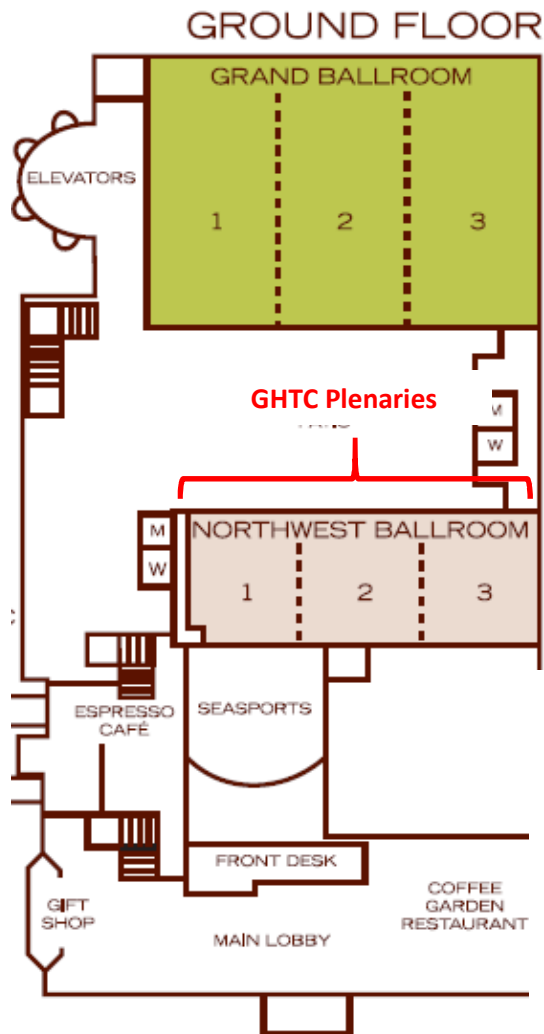 GROUND FLOOR
GRAND BALLROOM
ELEVATORS
1
2
3
GHTC Plenaries
M
W
M
W
NORTHWEST BALLROOM
1
2
3
ESPRESSO
CAFÉ
SEASPORTS
FRONT DESK
GIFT
SHOP
MAIN LOBBY
COFFEE
GARDEN
RESTAURANT